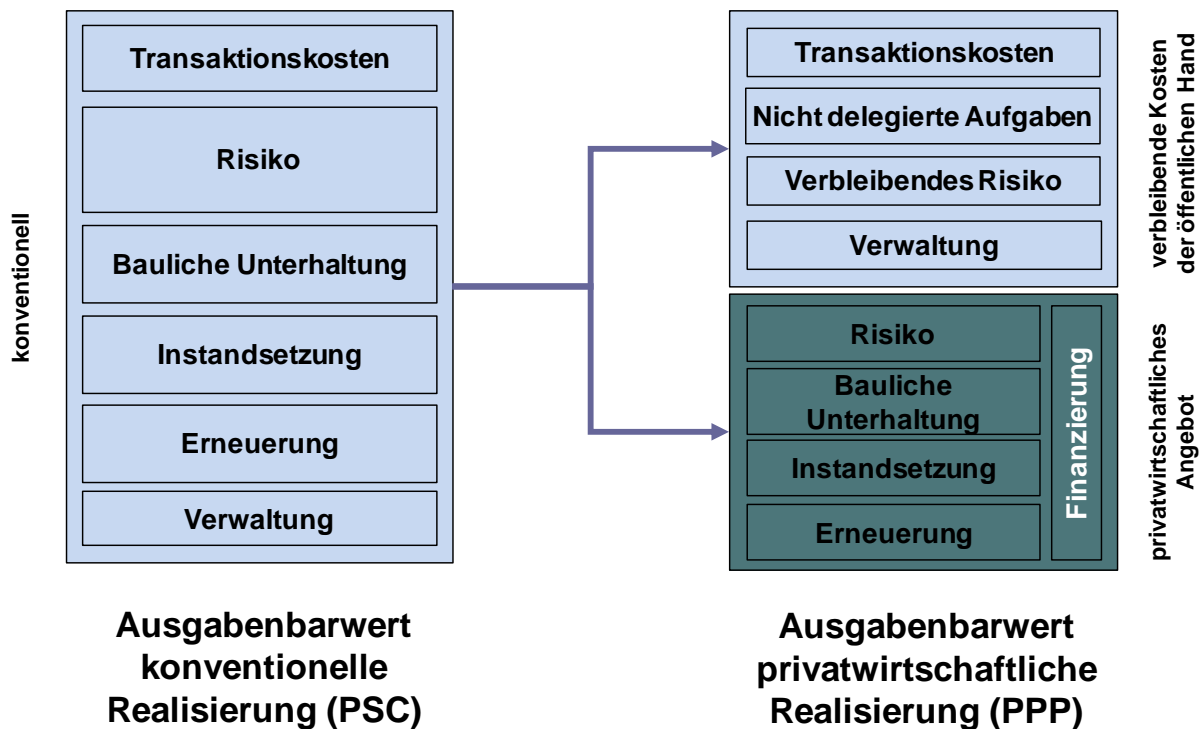 konventionell
Transaktionskosten
Risiko
Bauliche Unterhaltung
Instandsetzung
Erneuerung
Verwaltung
Ausgabenbarwert
konventionelle
Realisierung (PSC)
Transaktionskosten
Nicht delegierte Aufgaben
Verbleibendes Risiko
Verwaltung
verbleibende Kosten
der öffentlichen Hand
Risiko
Bauliche
Unterhaltung
Instandsetzung
Erneuerung
Finanzierung
privatwirtschaftliches
Angebot
Ausgabenbarwert
privatwirtschaftliche
Realisierung (PPP)